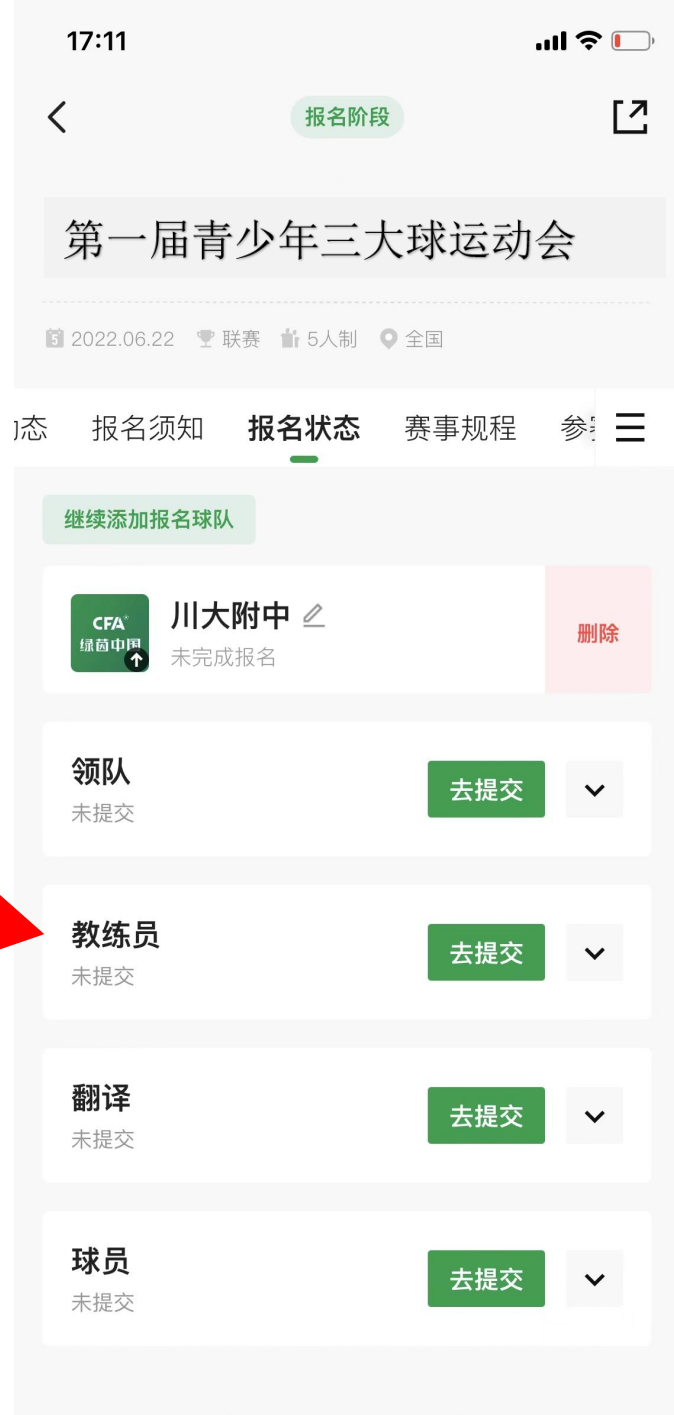 17:11
报名阶段
第一届青少年三大球运动会
5 2022.06.22 联赛 5人制 全国
动态 报名须知 报名状态 赛事规程 参赛
继续添加报名球队
川大附中
CFA
绿茵中国
未完成报名
删除
领队
未提交
去提交
教练员
未提交
去提交
翻译
未提交
去提交
球员
未提交
去提交